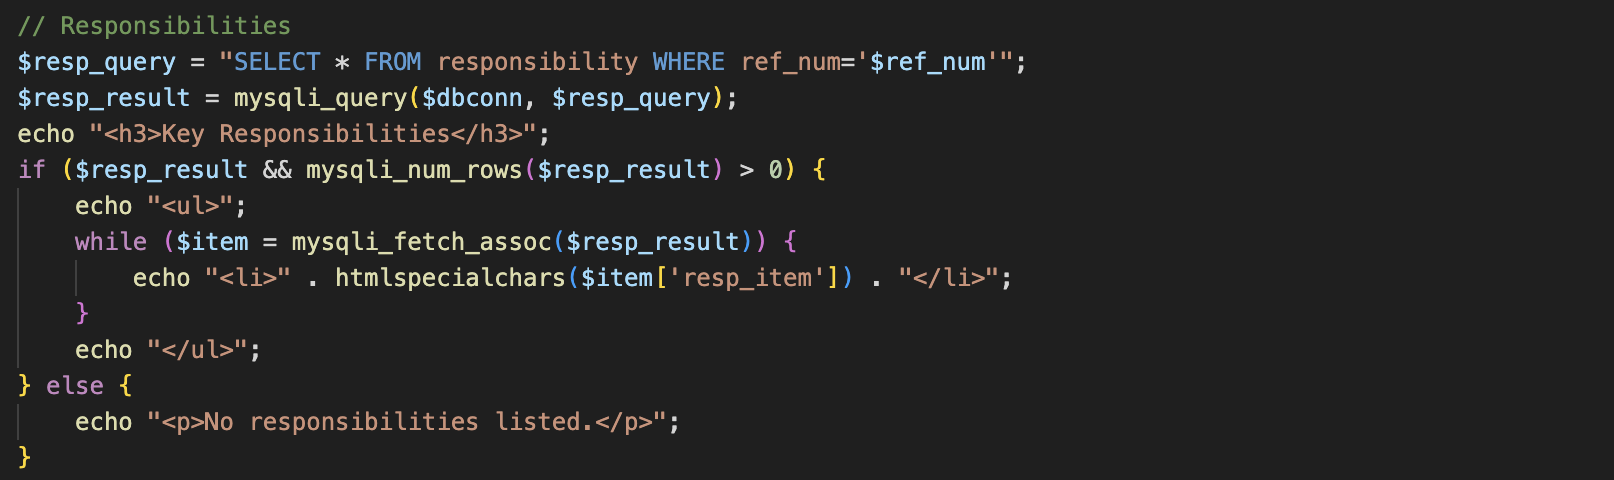 // Responsibilities
$resp_query = "SELECT * FROM responsibility WHERE ref_num='$ref_num'";
$resp_result = mysqli_query($dbconn, $resp_query);
echo "<h3>Key Responsibilities</h3>";
if ($resp_result && mysqli_num_rows($resp_result) > 0) {
    echo "<ul>";
    while ($item = mysqli_fetch_assoc($resp_result)) {
        echo "<li>" . htmlspecialchars($item['resp_item']) . "</li>";
    }
    echo "</ul>";
} else {
    echo "<p>No responsibilities listed.</p>";
}